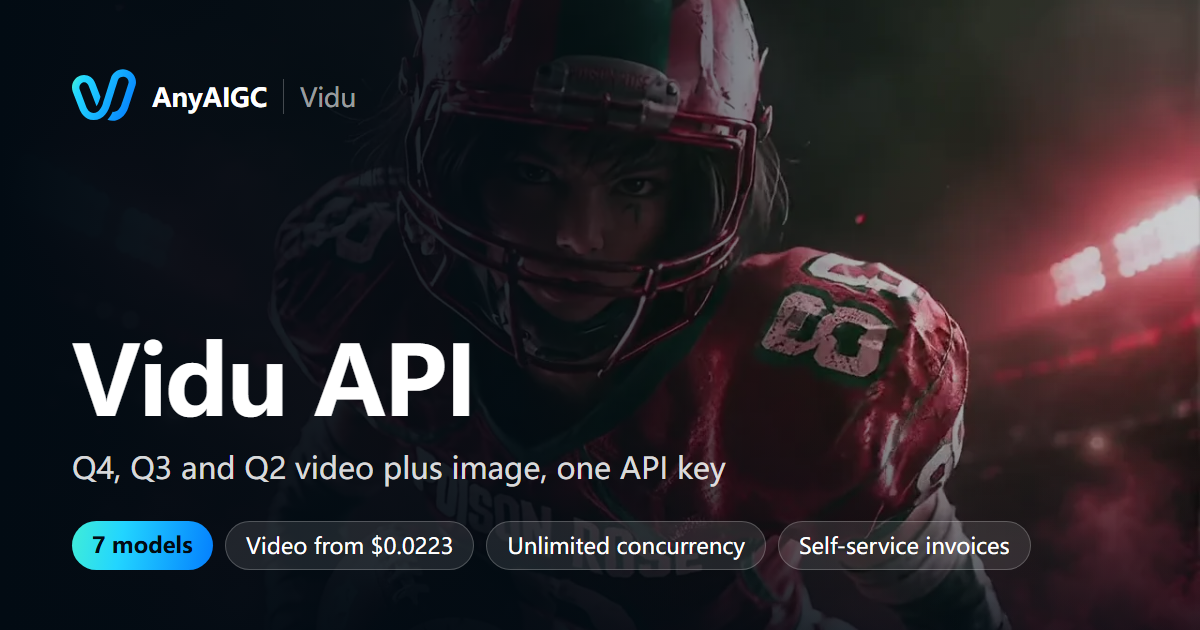 AnyAIGC | Vidu
Vidu API
Q4, Q3 and Q2 video plus image, one API key
7 models
Video from $0.0223
Unlimited concurrency
Self-service invoices